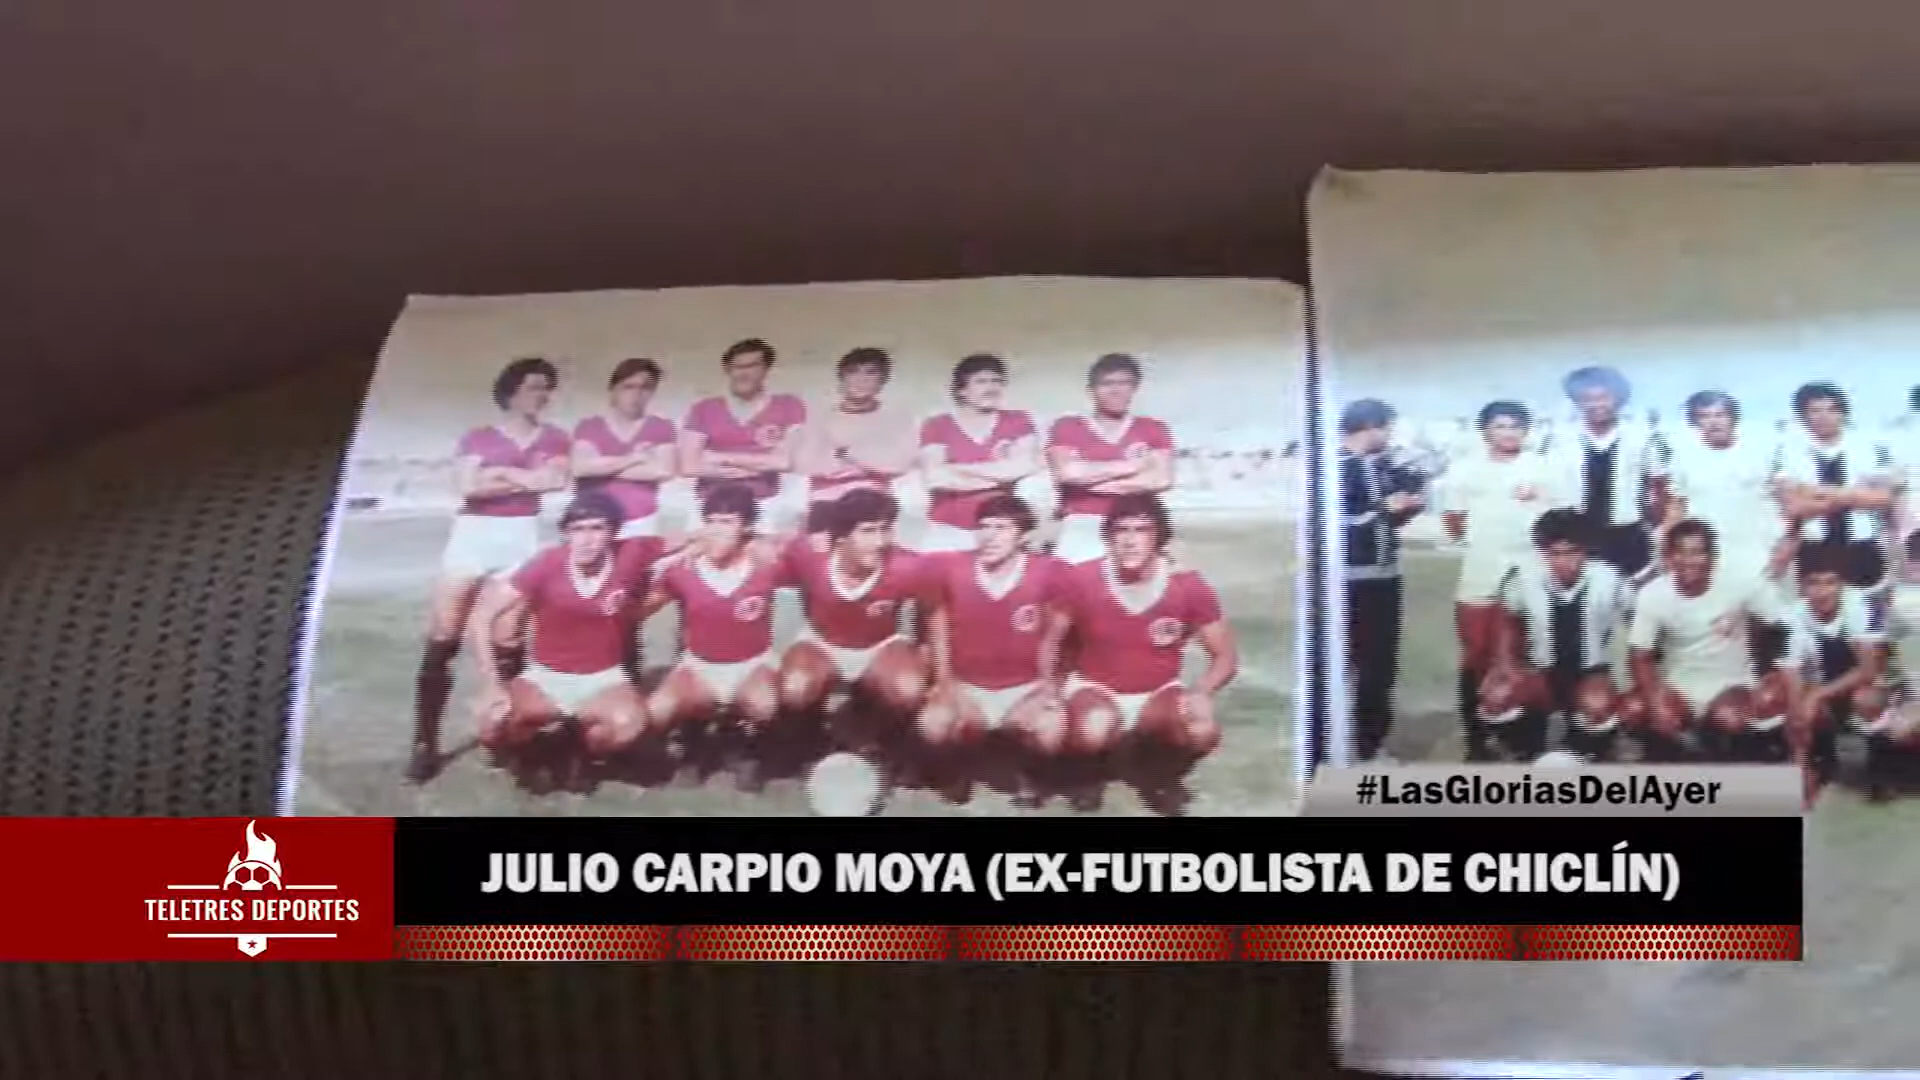 #LasGloriasDelAyer
JULIO CARPIO MOYA (EX-FUTBOLISTA DE CHICLÍN)
TELETRES DEPORTES